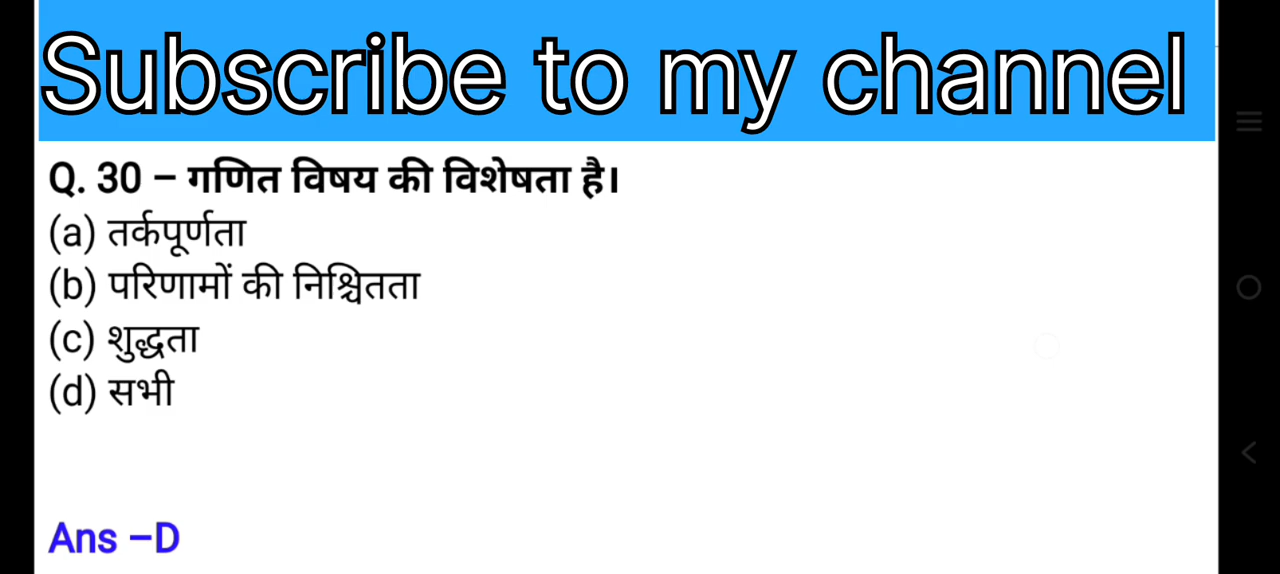 Subscribe to my channel
Q. 30 – गणित विषय की विशेषता है।
(a) तर्कपूर्णता
(b) परिणामों की निश्चितता
(c) शुद्धता
(d) सभी
Ans –D